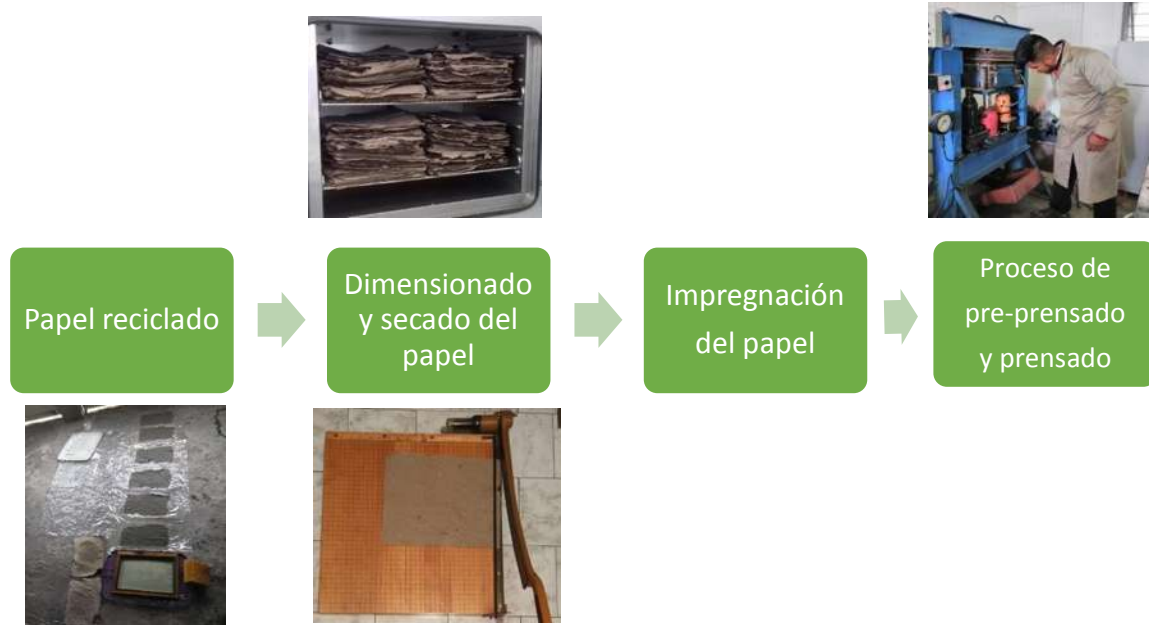 Papel reciclado
Dimensionado
y secado del
papel
Impregnación
del papel
Proceso de
pre-prensado
y prensado